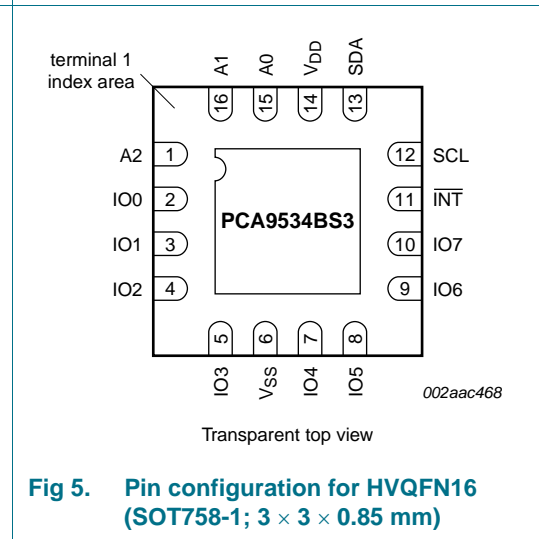 terminal 1
index area
A1
A0
VDD
SDA
16
15
14
13
A2 1
12 SCL
IO0 2
11 INT
PCA9534BS3
IO1 3
10 IO7
IO2 4
9 IO6
5
6
7
8
IO3
VSS
IO4
IO5
002aac468
Transparent top view
Fig 5. Pin configuration for HVQFN16
(SOT758-1; 3 × 3 × 0.85 mm)